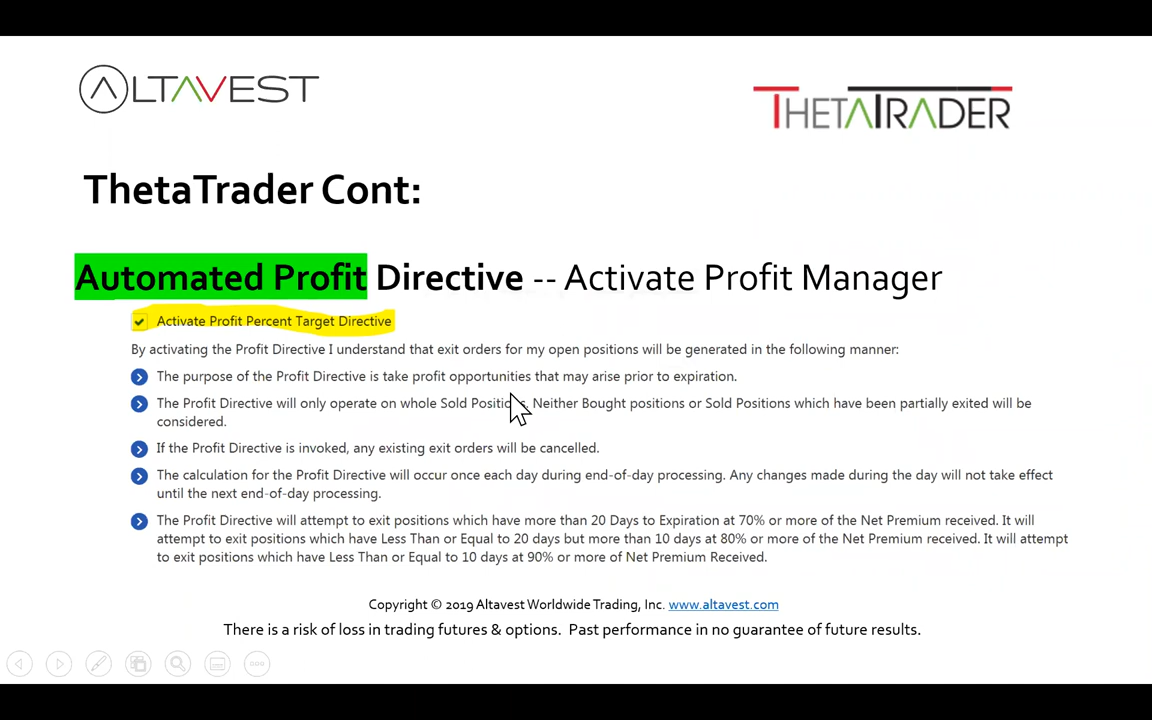 ALTAVEST
THETATRADER
ThetaTrader Cont:
Automated Profit Directive -- Activate Profit Manager
Activate Profit Percent Target Directive
By activating the Profit Directive I understand that exit orders for my open positions will be generated in the following manner:
The purpose of the Profit Directive is take profit opportunities that may arise prior to expiration.
The Profit Directive will only operate on whole Sold Positions. Neither Bought positions or Sold Positions which have been partially exited will be
considered.
If the Profit Directive is invoked, any existing exit orders will be cancelled.
The calculation for the Profit Directive will occur once each day during end-of-day processing. Any changes made during the day will not take effect
until the next end-of-day processing.
The Profit Directive will attempt to exit positions which have more than 20 Days to Expiration at 70% or more of the Net Premium received. It will
attempt to exit positions which have Less Than or Equal to 20 days but more than 10 days at 80% or more of the Net Premium received. It will attempt
to exit positions which have Less Than or Equal to 10 days at 90% or more of Net Premium Received.
Copyright © 2019 Altavest Worldwide Trading, Inc. www.altavest.com
There is a risk of loss in trading futures & options. Past performance in no guarantee of future results.